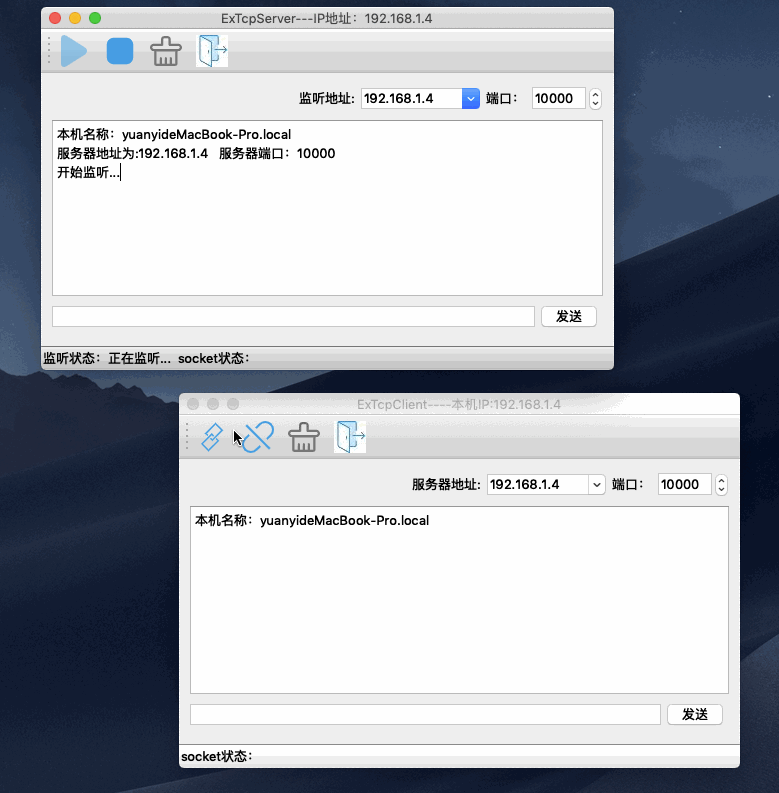 ExTcpServer---IP地址：192.168.1.4
监听地址: 192.168.1.4 端口： 10000
本机名称：yuanyideMacBook-Pro.local
服务器地址为:192.168.1.4 服务器端口：10000
开始监听...
发送
监听状态：正在监听... socket状态：
ExTcpClient----本机IP:192.168.1.4
服务器地址: 192.168.1.4 端口： 10000
本机名称：yuanyideMacBook-Pro.local
发送
socket状态：